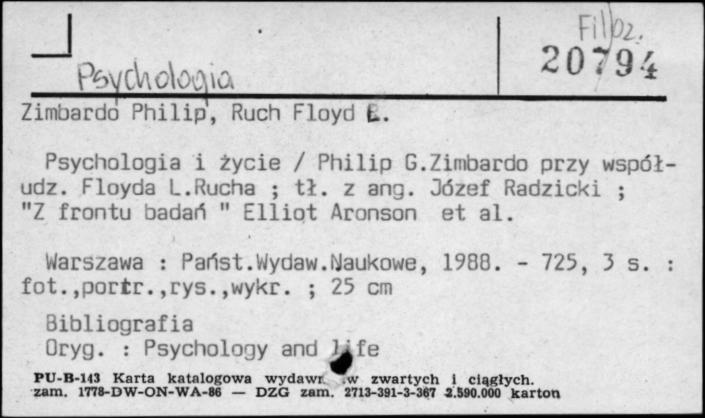 Filoz.
20794
Psychologia
Zimbardo Philip, Ruch Floyd L.
Psychologia i życie / Philip G.Zimbardo przy współ-
udz. Floyda L.Rucha ; tł. z ang. Józef Radzicki ;
"Z frontu badań " Elliot Aronson et al.
Warszawa : Państ.Wydaw.Naukowe, 1988. - 725, 3 s. :
fot.,portr.,rys.,wykr. ; 25 cm
Bibliografia
Oryg. : Psychology and life
PU-B-143 Karta katalogowa wydawn w zwartych i ciągłych.
zam. 1778-DW-ON-WA-86 — DZG zam. 2713-391-3-367 2.590.000 karton